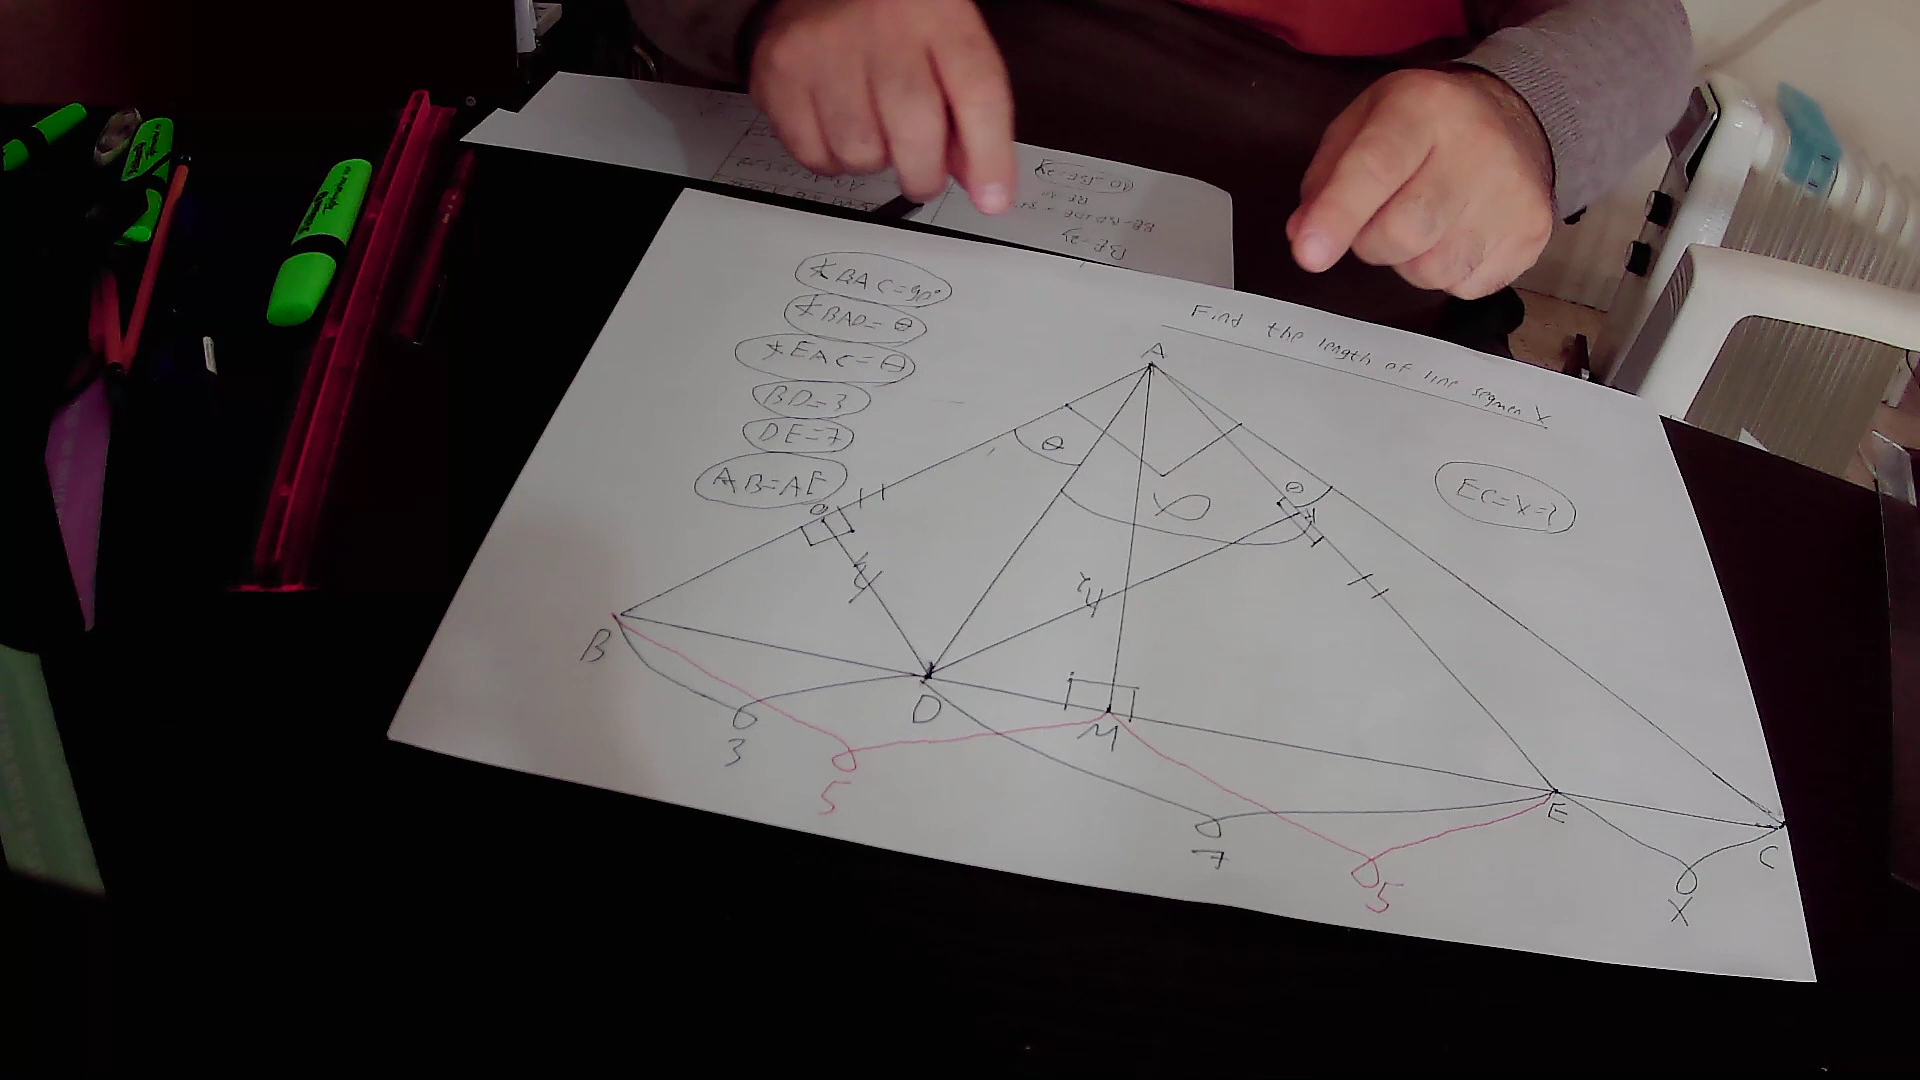 Find the length of line segmen X
∡BAC=90°
∡BAD=θ
∡EAC=θ
BD=3
DE=7
AB=AE
EC=X=?
A
θ
θ
B
D
M
E
C
3
5
7
5
X